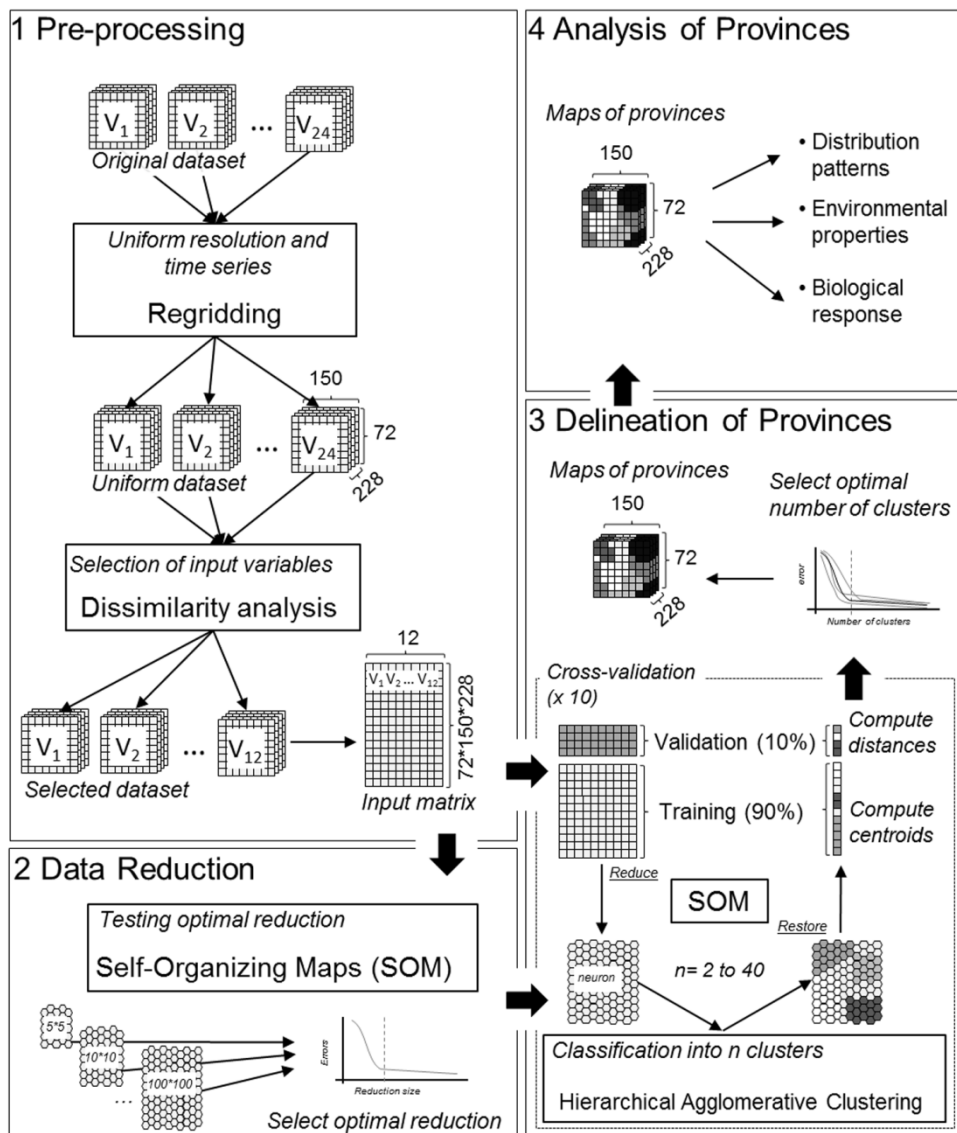 1 Pre-processing
V1
V2
...
V24
Original dataset
Uniform resolution and
time series
Regridding
150
V1
V2
...
V24
72
228
Uniform dataset
Selection of input variables
Dissimilarity analysis
12
V1
V2
...
V12
V1 V2 ... V12
72*150*228
Selected dataset
Input matrix
2 Data Reduction
Testing optimal reduction
Self-Organizing Maps (SOM)
5*5
10*10
...
100*100
Errors
Reduction size
Select optimal reduction
4 Analysis of Provinces
Maps of provinces
150
72
228
• Distribution
patterns
• Environmental
properties
• Biological
response
3 Delineation of Provinces
Maps of provinces
150
72
228
Select optimal
number of clusters
error
Number of clusters
Cross-validation
(x 10)
Validation (10%)
Compute
distances
Training (90%)
Compute
centroids
Reduce
SOM
Restore
neuron
n= 2 to 40
Classification into n clusters
Hierarchical Agglomerative Clustering